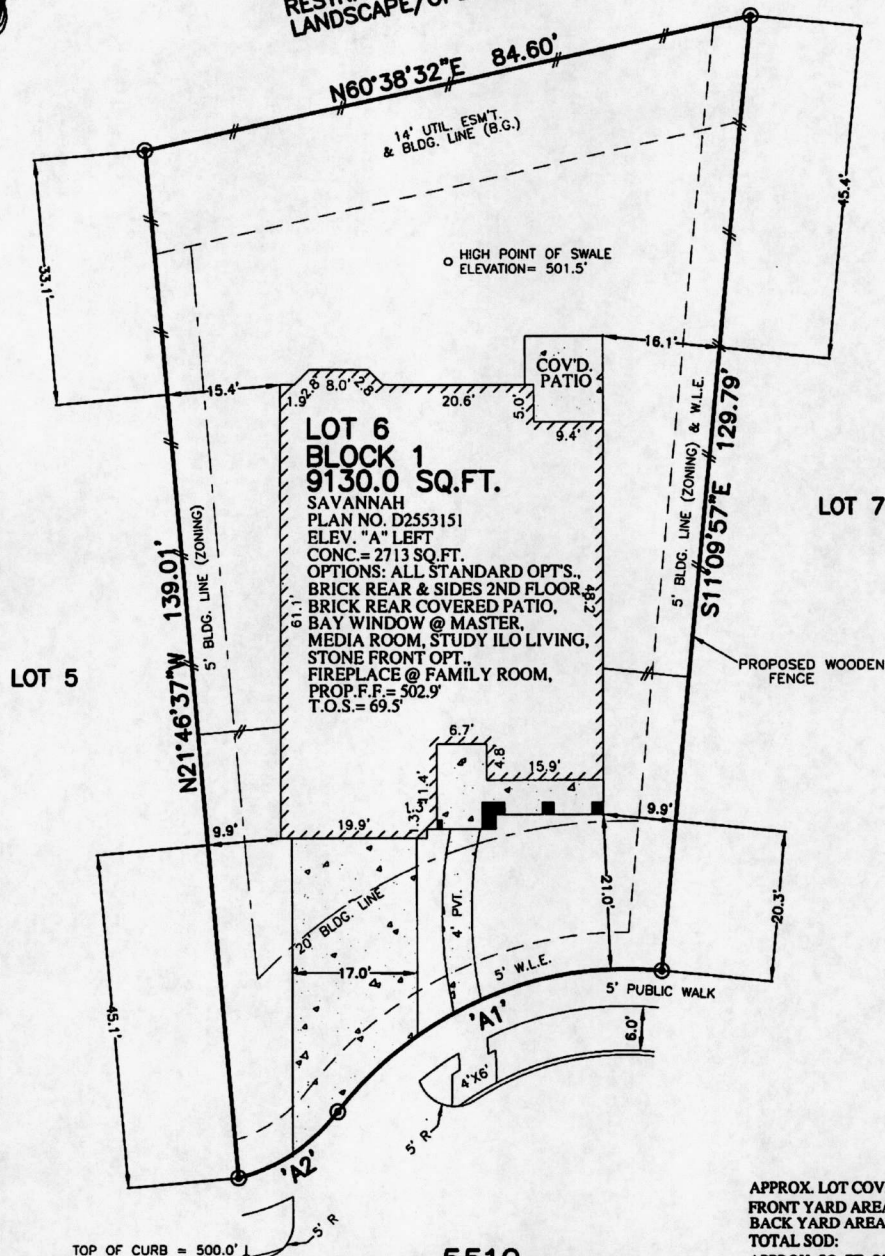 LANDSCAPE/
N60°38'32"E 84.60'
14' UTIL. ESM'T.
& BLDG. LINE (B.G.)
HIGH POINT OF SWALE
ELEVATION= 501.5'
33.1'
45.4'
15.4'
1.9'
2.8'
8.0'
2.8'
20.6'
COV'D.
PATIO
5.0'
9.4'
16.1'
LOT 6
BLOCK 1
9130.0 SQ.FT.
SAVANNAH
PLAN NO. D2553151
ELEV. "A" LEFT
CONC.= 2713 SQ.FT.
OPTIONS: ALL STANDARD OPT'S.,
BRICK REAR & SIDES 2ND FLOOR,
BRICK REAR COVERED PATIO,
BAY WINDOW @ MASTER,
MEDIA ROOM, STUDY ILO LIVING,
STONE FRONT OPT.,
FIREPLACE @ FAMILY ROOM,
PROP.F.F.= 502.9'
T.O.S.= 69.5'
61.1'
49.2'
5' BLDG. LINE (ZONING)
N21°46'37"W 139.01'
5' BLDG. LINE (ZONING) & W.L.E.
S11°09'57"E 129.79'
LOT 5
LOT 7
PROPOSED WOODEN
FENCE
6.7'
4.8'
15.9'
11.4'
1.3'
19.9'
9.9'
9.9'
20' BLDG. LINE
4' PVT.
21.0'
20.3'
17.0'
5' W.L.E.
5' PUBLIC WALK
'A1'
6.0'
4'X6'
5' R
45.1'
'A2'
5' R
TOP OF CURB = 500.0'
5510
APPROX. LOT COV
FRONT YARD AREA
BACK YARD AREA
TOTAL SOD: